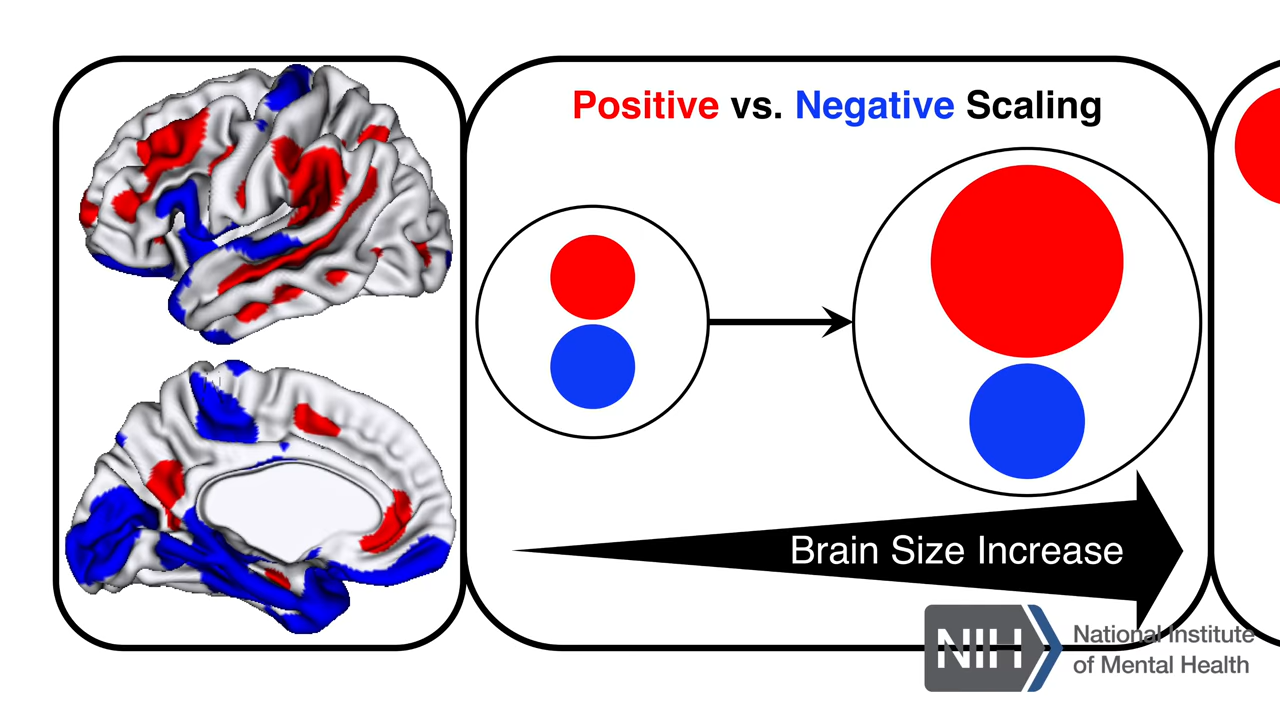 Positive vs. Negative Scaling
Brain Size Increase
NIH
National Institute
of Mental Health